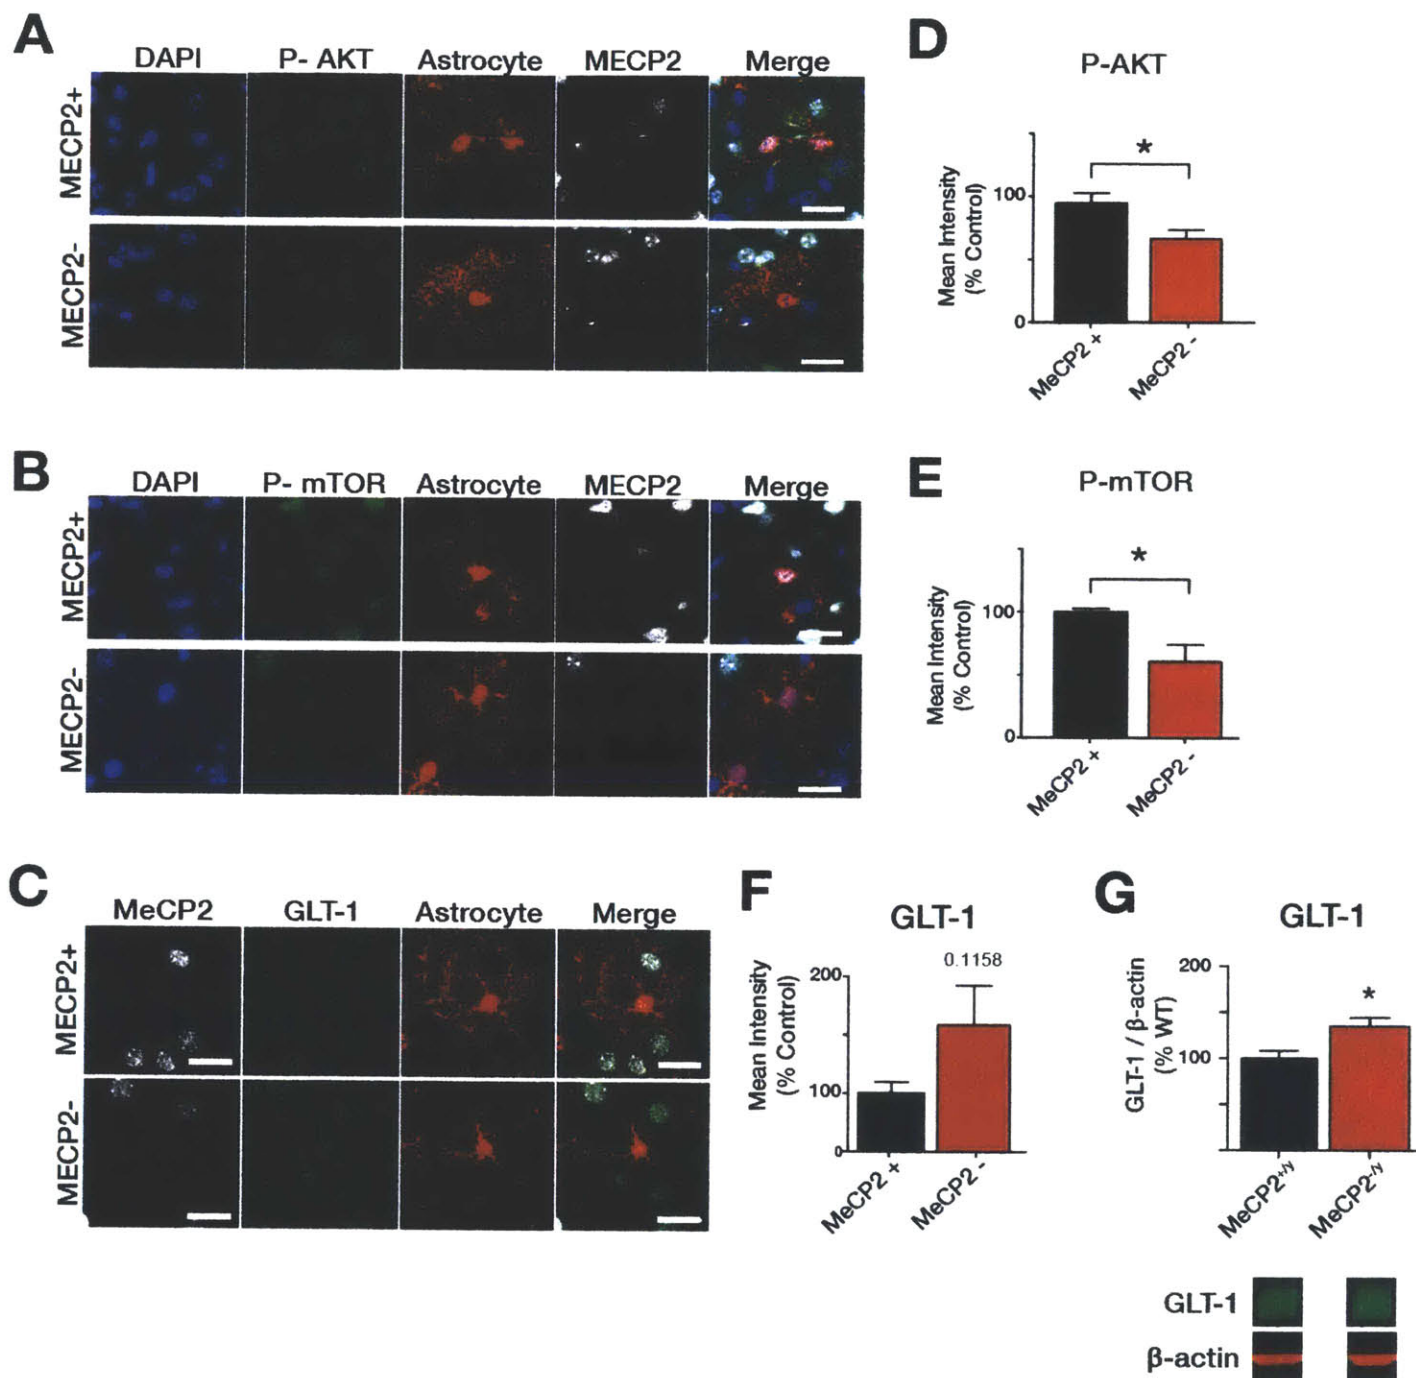 A
DAPI P- AKT Astrocyte MECP2 Merge
MECP2+
MECP2-
D
P-AKT
*
Mean Intensity
(% Control)
100
0
MeCP2 +
MeCP2 -
B
DAPI P- mTOR Astrocyte MECP2 Merge
MECP2+
MECP2-
E
P-mTOR
*
Mean Intensity
(% Control)
100
0
MeCP2 +
MeCP2 -
C
MeCP2 GLT-1 Astrocyte Merge
MECP2+
MECP2-
F
GLT-1
0.1158
Mean Intensity
(% Control)
200
100
0
MeCP2 +
MeCP2 -
G
GLT-1
*
GLT-1 / β-actin
(% WT)
200
100
MeCP2+/y
MeCP2-/y
GLT-1
β-actin